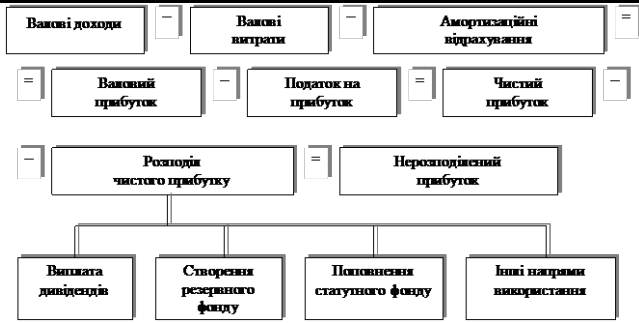 Валові доходи – Валові – Амортизаційні =
витрати відрахування
= Валовий – Податок на = Чистий –
прибуток прибуток прибуток
– Розподіл = Нерозподілений
чистого прибутку прибуток
Виплата Створення Поповнення Інші напрями
дивідендів резервного статутного фонду використання
фонду